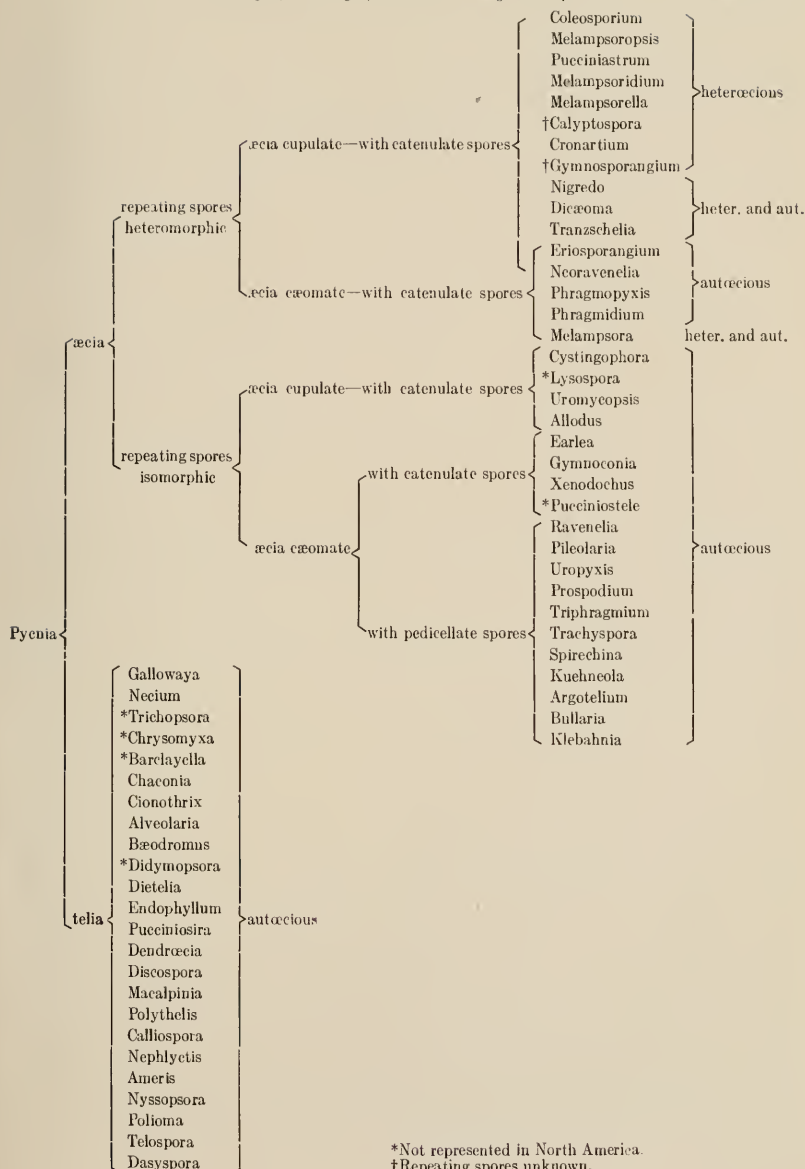 Coleosporium
Melampsoropsis
Pucciniastrum
Melampsoridium
Melampsorella
†Calyptospora
Cronartium
†Gymnosporangium
heterœcious
Nigredo
Dicæoma
Tranzschelia
heter. and aut.
æcia cupulate—with catenulate spores
repeating spores
heteromorphic
Eriosporangium
Neoravenelia
Phragmopyxis
Phragmidium
autœcious
Melampsora heter. and aut.
æcia cæomate—with catenulate spores
æcia
Cystingophora
*Lysospora
Uromycopsis
Allodus
æcia cupulate—with catenulate spores
repeating spores
isomorphic
Earlea
Gymnoconia
Xenodochus
*Pucciniostele
with catenulate spores
æcia cæomate
Ravenelia
Pileolaria
Uropyxis
Prospodium
Triphragmium
Trachyspora
Spirechina
Kuehneola
Argotelium
Bullaria
Klebahnia
with pedicellate spores
autœcious
Pycnia
Gallowaya
Necium
*Trichopsora
*Chrysomyxa
*Barclayella
Chaconia
Cionothrix
Alveolaria
Bæodromus
*Didymopsora
Dietelia
Endophyllum
Pucciniosira
Dendrœcia
Discospora
Macalpinia
Polythelis
Calliospora
Nephlyctis
Ameris
Nyssopsora
Polioma
Telospora
Dasyspora
telia
autœcious
*Not represented in North America.
†Repeating spores unknown.